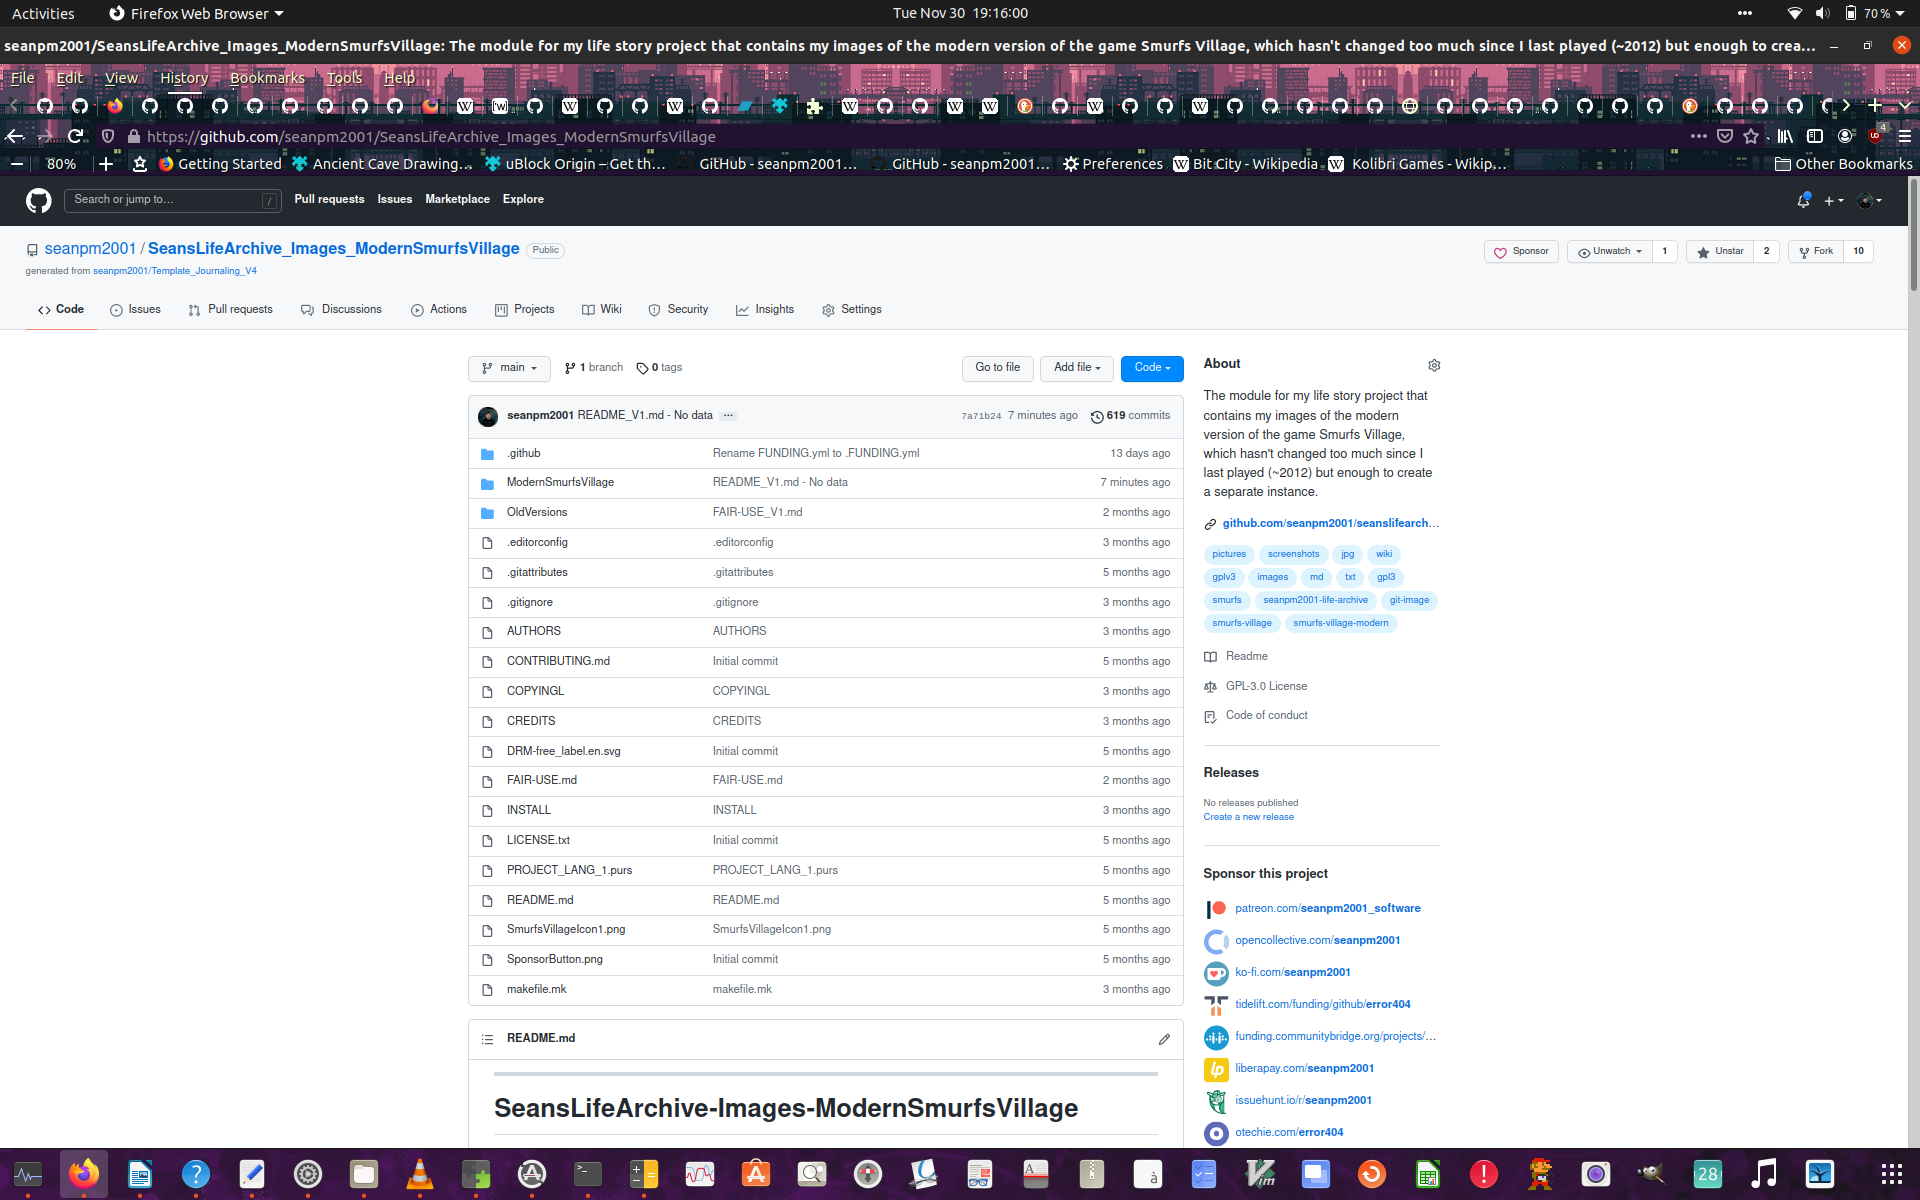 Activities Firefox Web Browser Tue Nov 30 19:16:00 70 %
seanpm2001/SeansLifeArchive_Images_ModernSmurfsVillage: The module for my life story project that contains my images of the modern version of the game Smurfs Village, which hasn't changed too much since I last played (~2012) but enough to crea...
File Edit View History Bookmarks Tools Help
https://github.com/seanpm2001/SeansLifeArchive_Images_ModernSmurfsVillage 4
80% Getting Started Ancient Cave Drawing... uBlock Origin – Get th... GitHub - seanpm2001... GitHub - seanpm2001... Preferences Bit City - Wikipedia Kolibri Games - Wikip... Other Bookmarks
Search or jump to... / Pull requests Issues Marketplace Explore
seanpm2001 / SeansLifeArchive_Images_ModernSmurfsVillage Public
Sponsor Unwatch 1 Unstar 2 Fork 10
generated from seanpm2001/Template_Journaling_V4
Code Issues Pull requests Discussions Actions Projects Wiki Security Insights Settings
main 1 branch 0 tags Go to file Add file Code
seanpm2001 README_V1.md - No data ... 7a71b24 7 minutes ago 619 commits
.github Rename FUNDING.yml to .FUNDING.yml 13 days ago
ModernSmurfsVillage README_V1.md - No data 7 minutes ago
OldVersions FAIR-USE_V1.md 2 months ago
.editorconfig .editorconfig 3 months ago
.gitattributes .gitattributes 5 months ago
.gitignore .gitignore 3 months ago
AUTHORS AUTHORS 3 months ago
CONTRIBUTING.md Initial commit 5 months ago
COPYINGL COPYINGL 3 months ago
CREDITS CREDITS 3 months ago
DRM-free_label.en.svg Initial commit 5 months ago
FAIR-USE.md FAIR-USE.md 2 months ago
INSTALL INSTALL 3 months ago
LICENSE.txt Initial commit 5 months ago
PROJECT_LANG_1.purs PROJECT_LANG_1.purs 5 months ago
README.md README.md 5 months ago
SmurfsVillageIcon1.png SmurfsVillageIcon1.png 5 months ago
SponsorButton.png Initial commit 5 months ago
makefile.mk makefile.mk 3 months ago
README.md
SeansLifeArchive-Images-ModernSmurfsVillage
About
The module for my life story project that
contains my images of the modern
version of the game Smurfs Village,
which hasn't changed too much since I
last played (~2012) but enough to create
a separate instance.
github.com/seanpm2001/seanslifearch...
pictures screenshots jpg wiki
gplv3 images md txt gpl3
smurfs seanpm2001-life-archive git-image
smurfs-village smurfs-village-modern
Readme
GPL-3.0 License
Code of conduct
Releases
No releases published
Create a new release
Sponsor this project
patreon.com/seanpm2001_software
opencollective.com/seanpm2001
ko-fi.com/seanpm2001
tidelift.com/funding/github/error404
funding.communitybridge.org/projects/...
liberapay.com/seanpm2001
issuehunt.io/r/seanpm2001
otechie.com/error404
28